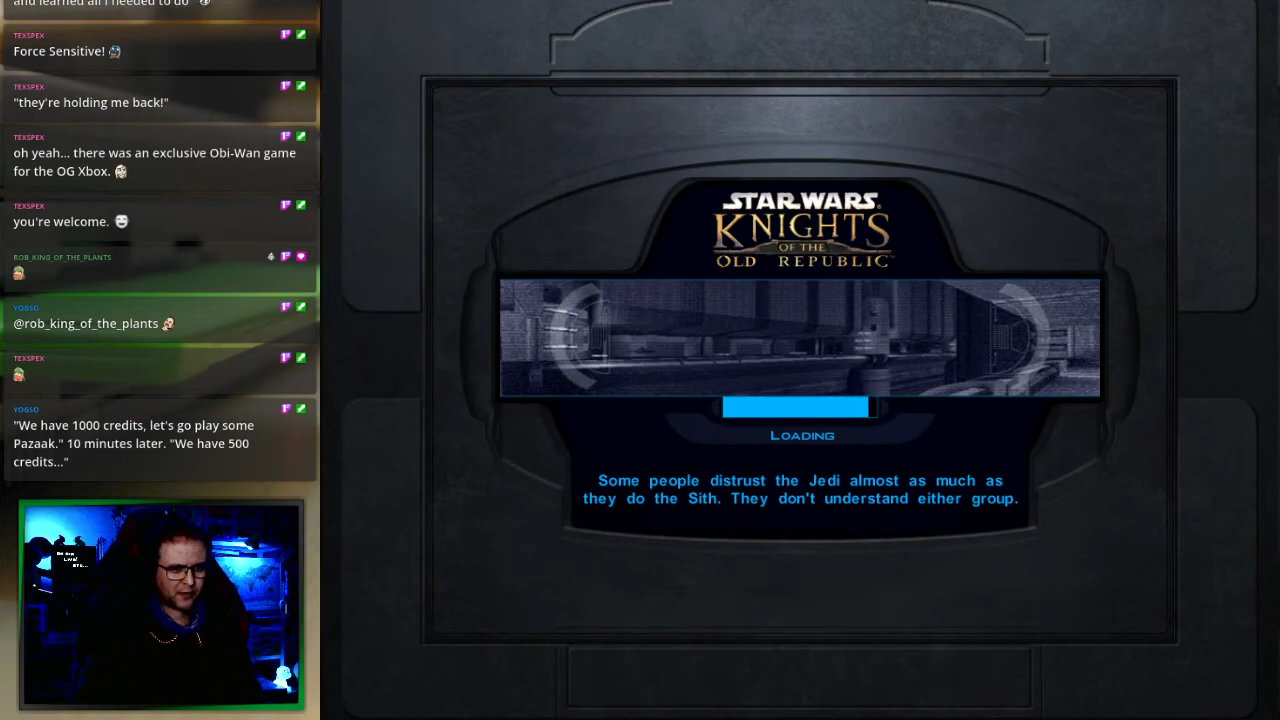 and learned all I needed to do
TEXSPEX
Force Sensitive!
TEXSPEX
"they're holding me back!"
TEXSPEX
oh yeah... there was an exclusive Obi-Wan game
for the OG Xbox.
TEXSPEX
you're welcome.
ROB_KING_OF_THE_PLANTS
YOGSO
@rob_king_of_the_plants
TEXSPEX
YOGSO
"We have 1000 credits, let's go play some
Pazaak." 10 minutes later. "We have 500
credits..."
STAR WARS
KNIGHTS
OF THE
OLD REPUBLIC
LOADING
Some people distrust the Jedi almost as much as
they do the Sith. They don't understand either group.